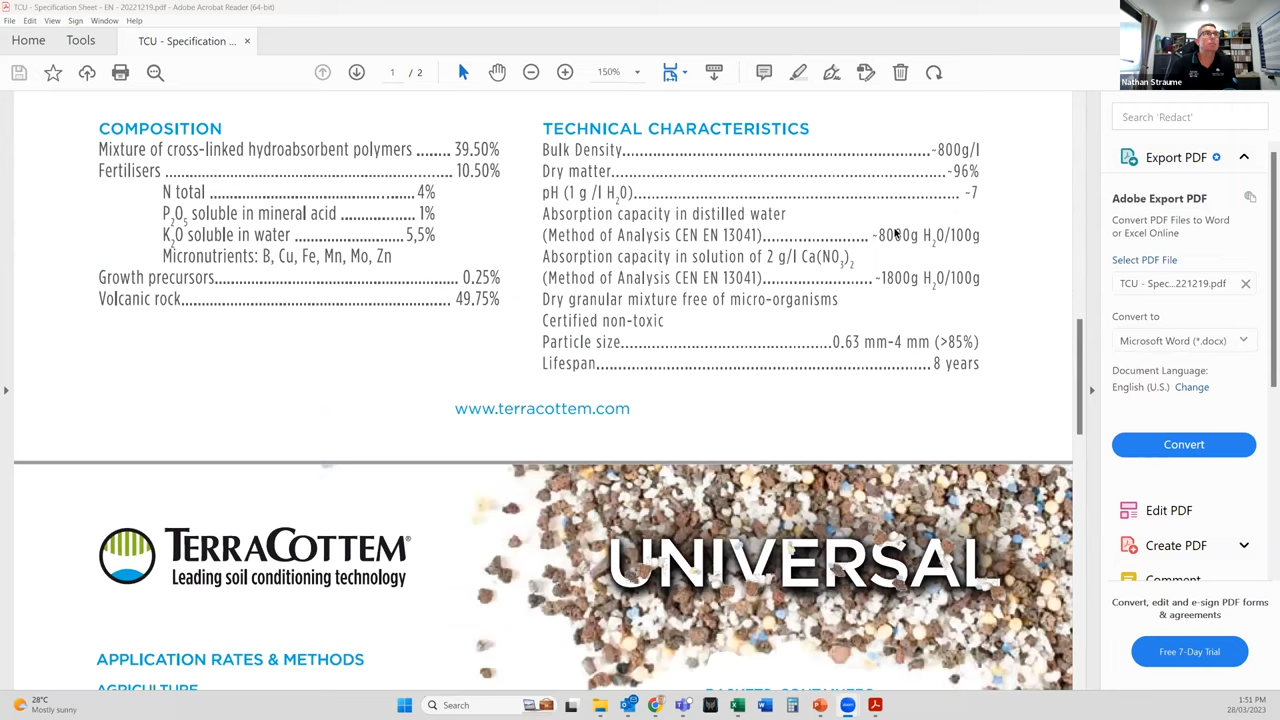 TCU - Specification Sheet - EN - 20221219.pdf - Adobe Acrobat Reader (64-bit)
File Edit View Sign Window Help
Home Tools TCU - Specification ... ×
1 / 2 150%
Nathan Straume
COMPOSITION
Mixture of cross-linked hydroabsorbent polymers ....... 39.50%
Fertilisers ............................................................... 10.50%
N total ................................................ 4%
P2O5 soluble in mineral acid ................ 1%
K2O soluble in water ......................... 5,5%
Micronutrients: B, Cu, Fe, Mn, Mo, Zn
Growth precursors...................................................... 0.25%
Volcanic rock............................................................ 49.75%
TECHNICAL CHARACTERISTICS
Bulk Density.....................................................................~800g/l
Dry matter..........................................................................~96%
pH (1 g /l H2O)........................................................................ ~7
Absorption capacity in distilled water
(Method of Analysis CEN EN 13041)....................... ~8000g H2O/100g
Absorption capacity in solution of 2 g/l Ca(NO3)2
(Method of Analysis CEN EN 13041)........................ ~1800g H2O/100g
Dry granular mixture free of micro-organisms
Certified non-toxic
Particle size..............................................0.63 mm-4 mm (>85%)
Lifespan......................................................................... 8 years
www.terracottem.com
TERRACOTTEM®
Leading soil conditioning technology
UNIVERSAL
APPLICATION RATES & METHODS
AGRICULTURE
Search 'Redact'
Export PDF
Adobe Export PDF
Convert PDF Files to Word
or Excel Online
Select PDF File
TCU - Spec...221219.pdf
Convert to
Microsoft Word (*.docx)
Document Language:
English (U.S.) Change
Convert
Edit PDF
Create PDF
Comment
Convert, edit and e-sign PDF forms
& agreements
Free 7-Day Trial
28°C
Mostly sunny
Search
1:51 PM
28/03/2023